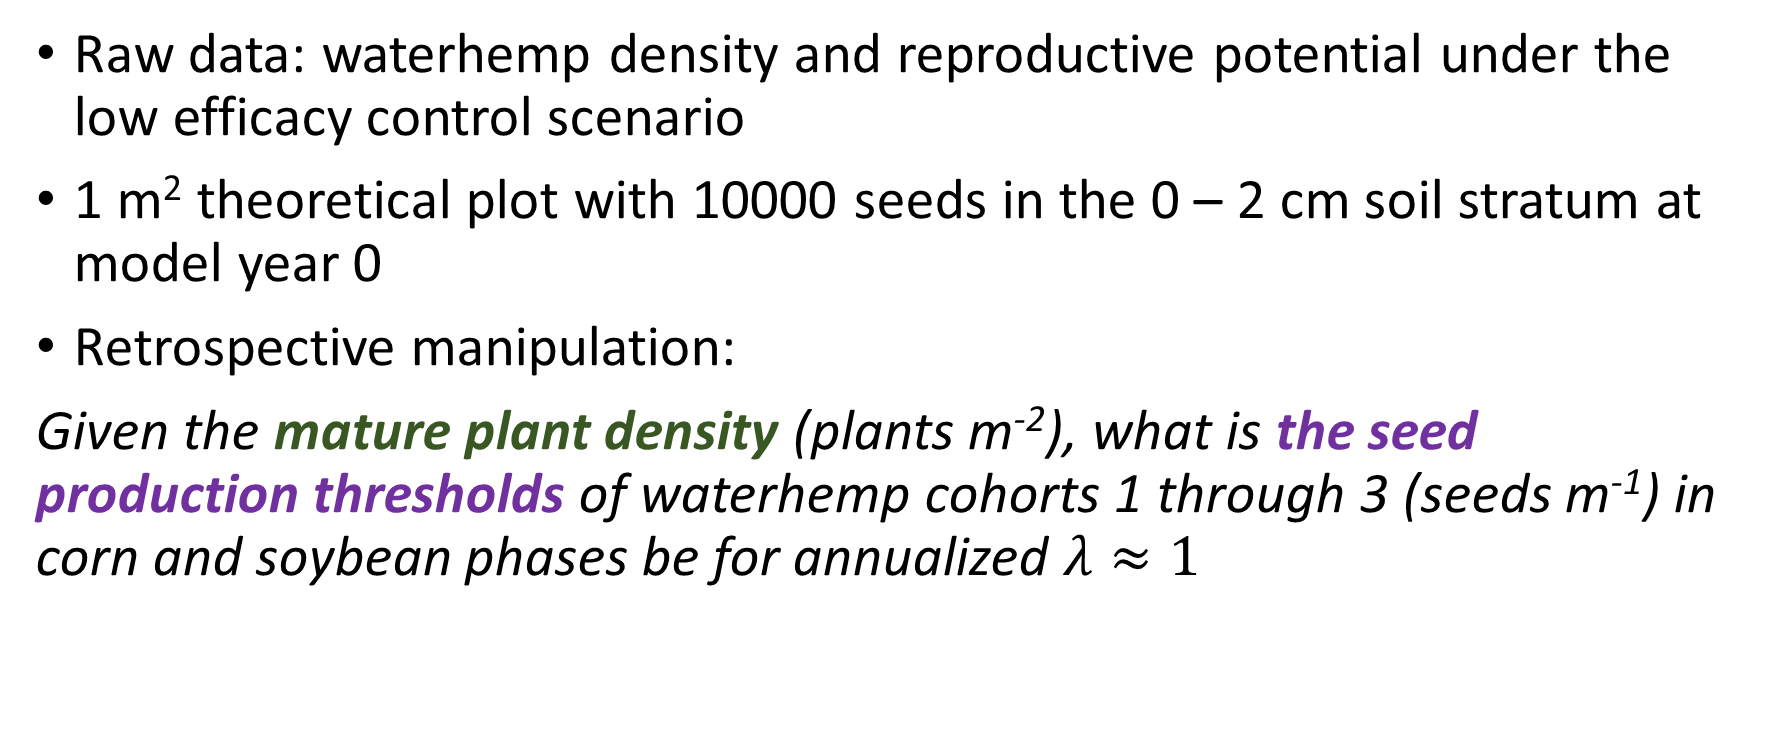 • Raw data: waterhemp density and reproductive potential under the
low efficacy control scenario
• 1 m² theoretical plot with 10000 seeds in the 0 – 2 cm soil stratum at
model year 0
• Retrospective manipulation:
Given the mature plant density (plants m⁻²), what is the seed
production thresholds of waterhemp cohorts 1 through 3 (seeds m⁻¹) in
corn and soybean phases be for annualized λ ≈ 1